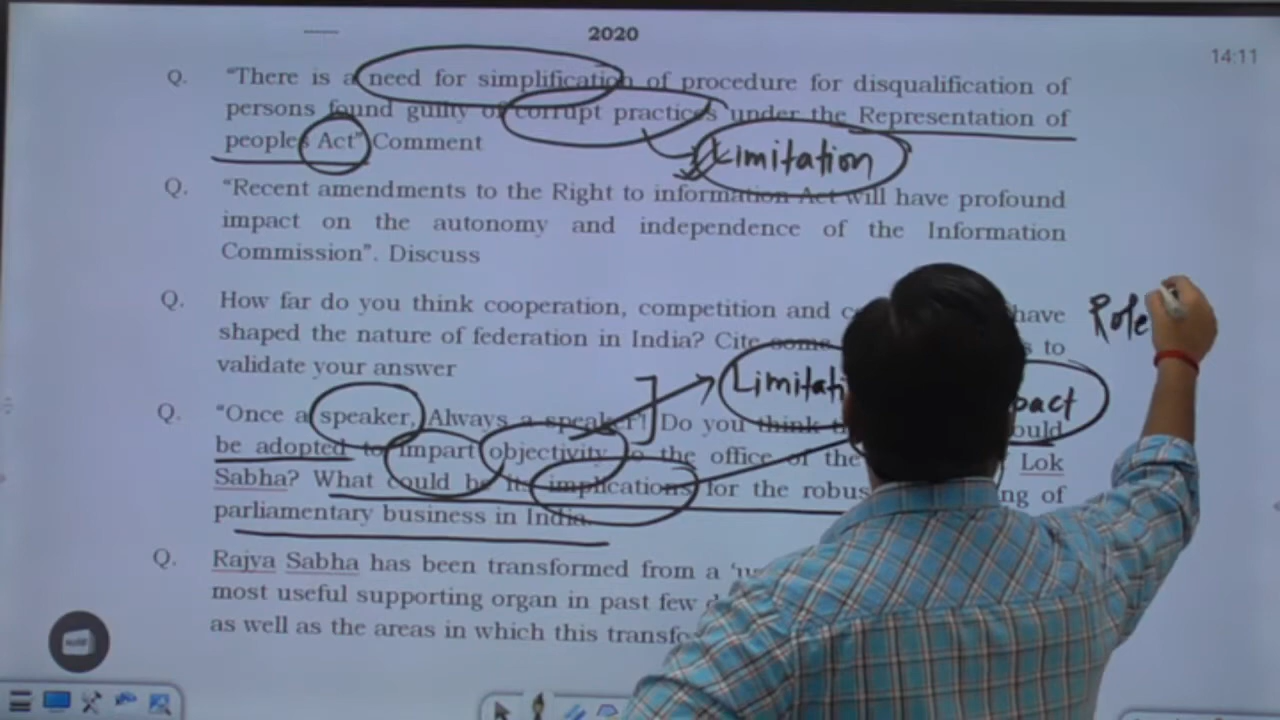 2020
14:11
Q. "There is a need for simplification of procedure for disqualification of
persons found guilty of corrupt practices under the Representation of
peoples Act" Comment
Limitation
Q. "Recent amendments to the Right to information Act will have profound
impact on the autonomy and independence of the Information
Commission". Discuss
Q. How far do you think cooperation, competition and have
Role
shaped the nature of federation in India? Cite some to
validate your answer
Limitati pact
Q. "Once a speaker, Always a speaker'! Do you think ould
be adopted to impart objectivity to the office of the Lok
Sabha? What could be its implications for the robus ng of
parliamentary business in India.
Q. Rajya Sabha has been transformed from a
most useful supporting organ in past few
as well as the areas in which this transfo